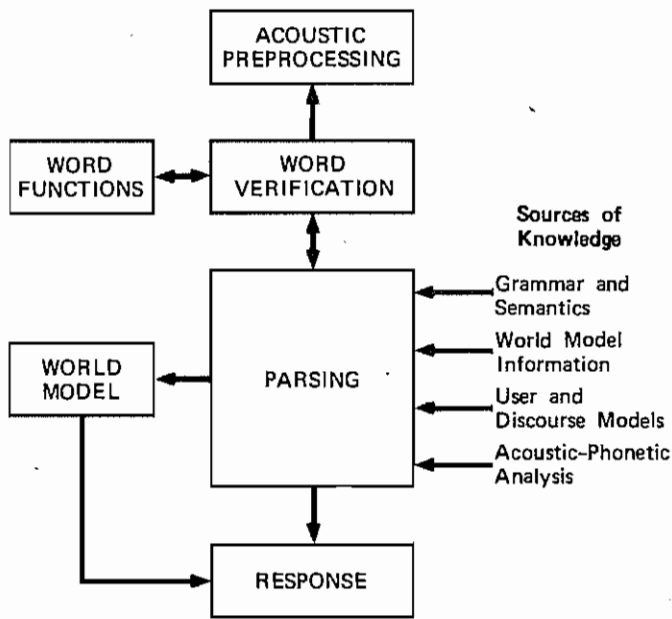 ACOUSTIC
PREPROCESSING
WORD
FUNCTIONS
WORD
VERIFICATION
Sources of
Knowledge
Grammar and
Semantics
World Model
Information
User and
Discourse Models
Acoustic-Phonetic
Analysis
WORLD
MODEL
PARSING
RESPONSE